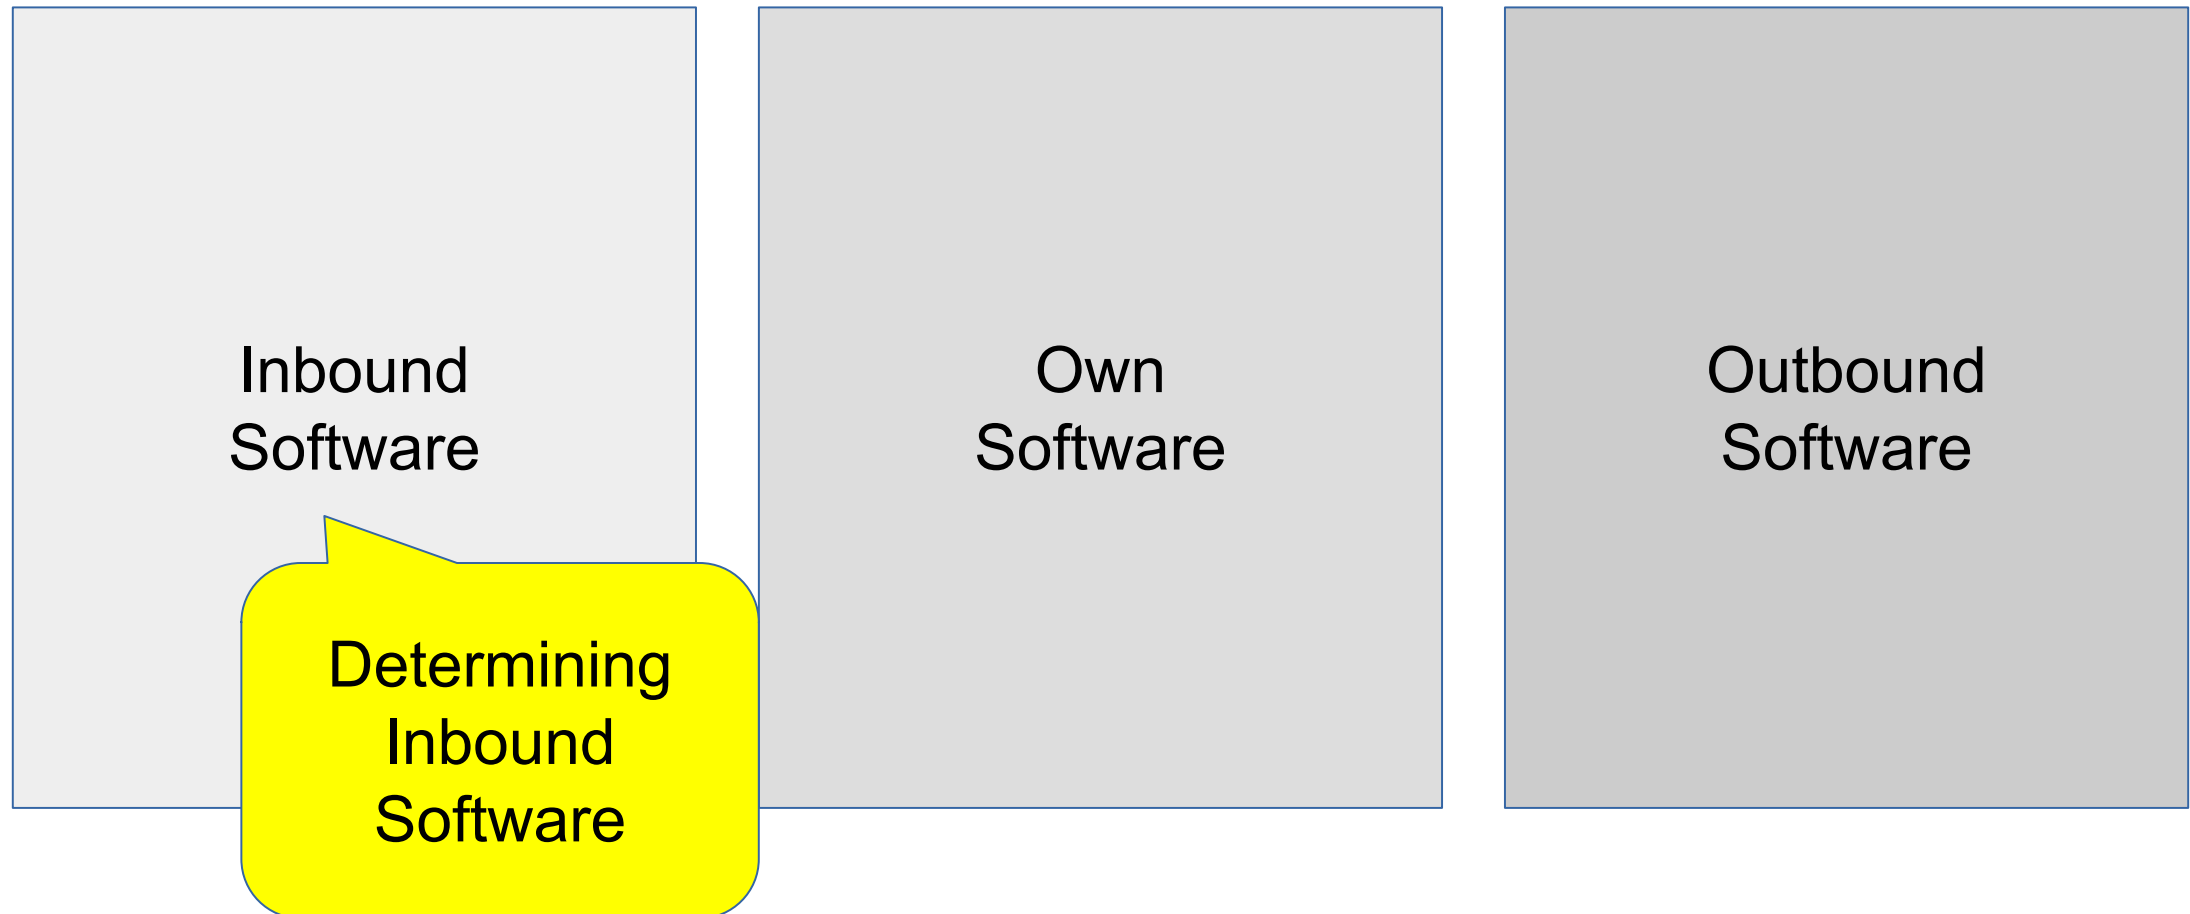 Inbound
Software
Own
Software
Outbound
Software
Determining
Inbound
Software